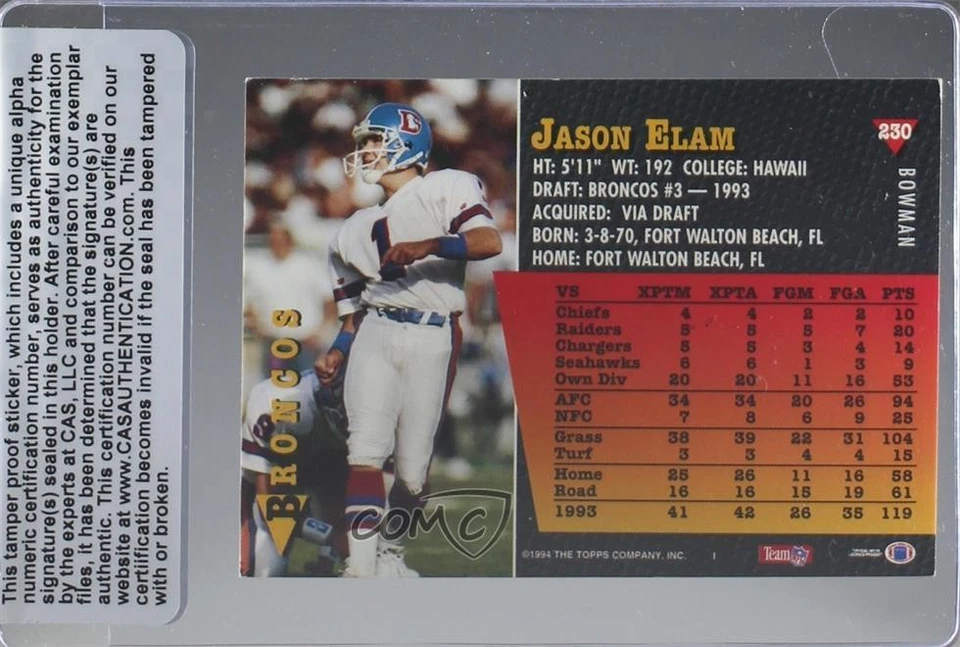 This tamper proof of sticker, which includes a unique alpha
numeric certification number, serves as authenticity for the
signature(s) sealed in this holder. After careful examination
by the experts at CAS, LLC and comparison to our exemplar
files, it has been determined that the signature(s) are
authentic. This certification number can be verified on our
website at www.CASAUTHENTICATION.com. This
certification becomes invalid if the seal has been tampered
with or broken.
BRONCOS
COMC
D
1
JASON ELAM
HT: 5'11" WT: 192 COLLEGE: HAWAII
DRAFT: BRONCOS #3 — 1993
ACQUIRED: VIA DRAFT
BORN: 3-8-70, FORT WALTON BEACH, FL
HOME: FORT WALTON BEACH, FL
230
BOWMAN
VS XPTM XPTA FGM FGA PTS
Chiefs 4 4 2 2 10
Raiders 5 5 5 7 20
Chargers 5 5 3 4 14
Seahawks 6 6 1 3 9
Own Div 20 20 11 16 53
AFC 34 34 20 26 94
NFC 7 8 6 9 25
Grass 38 39 22 31 104
Turf 3 3 4 4 15
Home 25 26 11 16 58
Road 16 16 15 19 61
1993 41 42 26 35 119
©1994 THE TOPPS COMPANY, INC. I
Team NFL